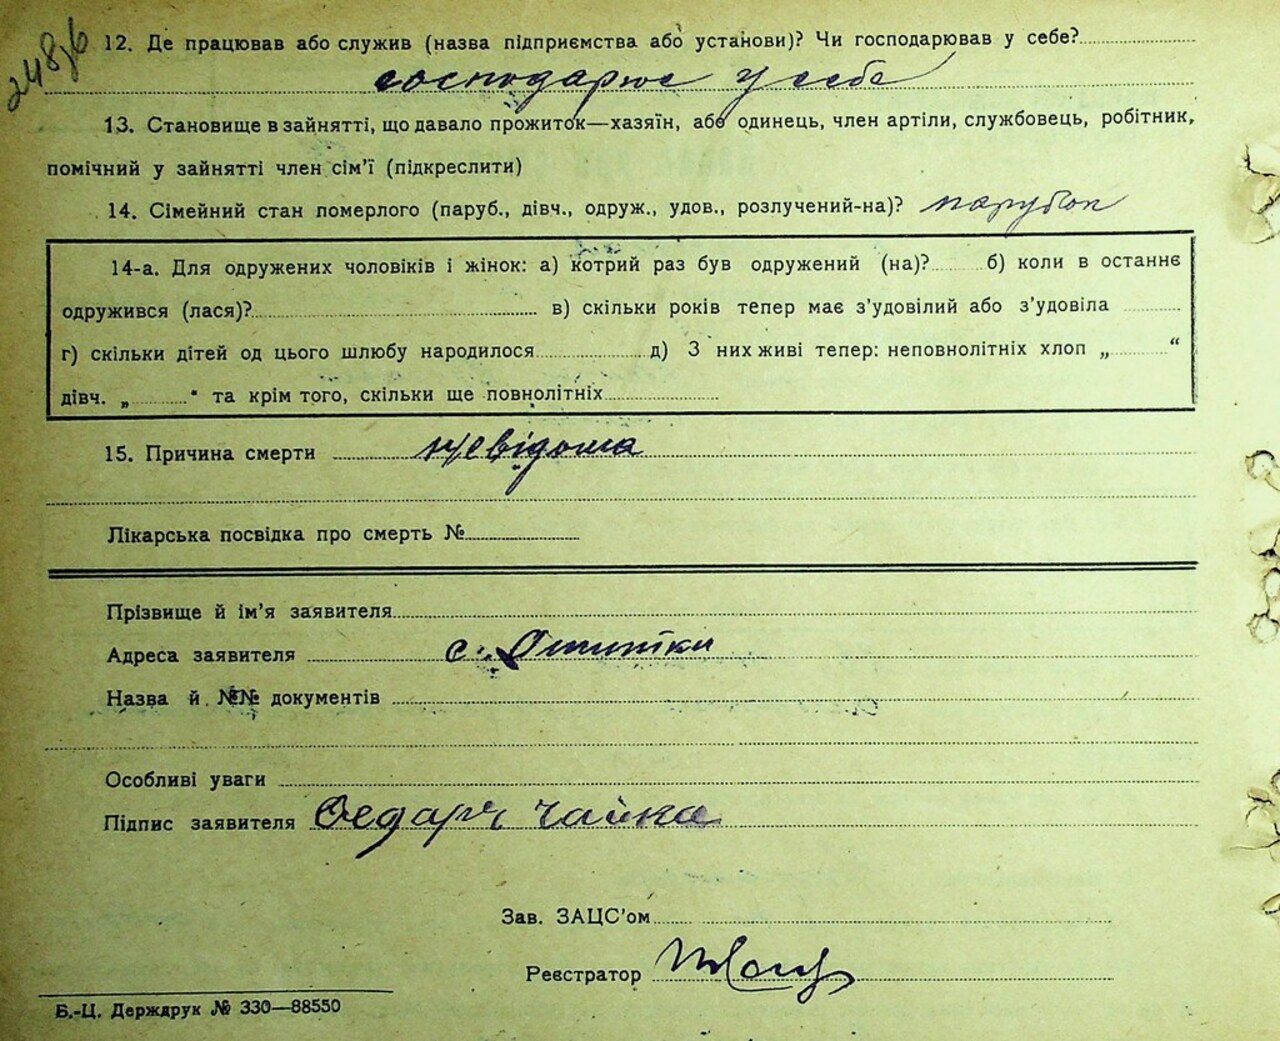 248зв
12. Де працював або служив (назва підприємства або установи)? Чи господарював у себе?
господарює у себе
13. Становище в зайнятті, що давало прожиток—хазяїн, або одинець, член артіли, службовець, робітник,
помічний у зайнятті член сім'ї (підкреслити)
14. Сімейний стан померлого (паруб., дівч., одруж., удов., розлучений-на)? парубок
14-а. Для одружених чоловіків і жінок: а) котрий раз був одружений (на)? б) коли в останнє
одружився (лася)? в) скільки років тепер має з'удовілий або з'удовіла
г) скільки дітей од цього шлюбу народилося д) З них живі тепер: неповнолітніх хлоп „ “
дівч. „ “ та крім того, скільки ще повнолітніх
15. Причина смерти невідома
Лікарська посвідка про смерть №
Прізвище й ім'я заявителя
Адреса заявителя с.
Назва й №№ документів
Особливі уваги
Підпис заявителя Федар Чайка
Зав. ЗАЦС'ом
Реєстратор
Б.-Ц. Держдрук № 330—88550